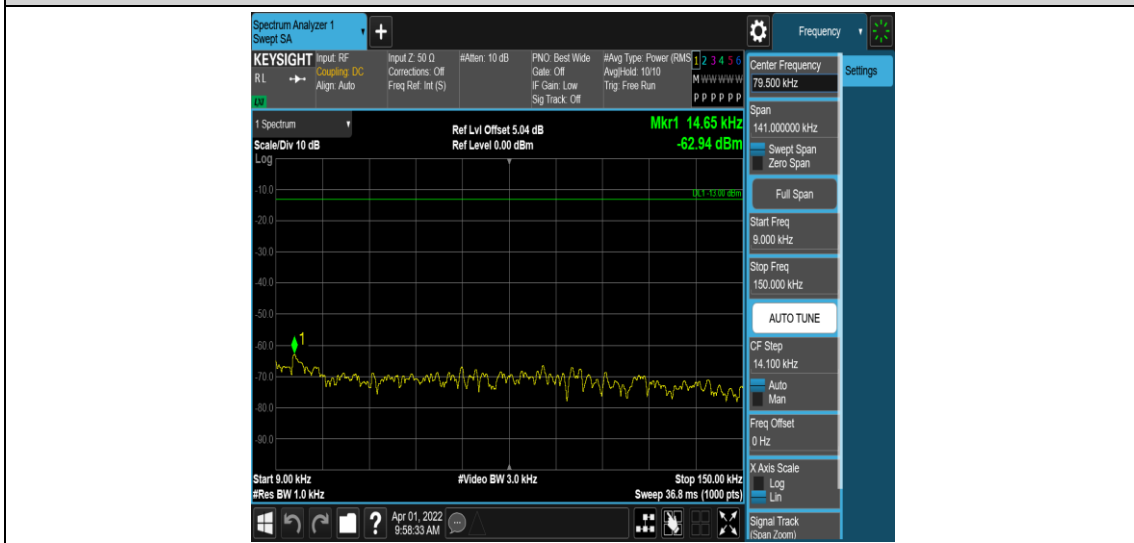 Spectrum Analyzer 1
Swept SA
+
Frequency
KEYSIGHT
RL
LXI
Input: RF
Coupling: DC
Align: Auto
Input Z: 50 Ω
Corrections: Off
Freq Ref: Int (S)
#Atten: 10 dB
PNO: Best Wide
Gate: Off
IF Gain: Low
Sig Track: Off
#Avg Type: Power (RMS
Avg|Hold: 10/10
Trig: Free Run
1 2 3 4 5 6
M W W W W W
P P P P P P
Center Frequency
79.500 kHz
Settings
1 Spectrum
Scale/Div 10 dB
Log
Ref Lvl Offset 5.04 dB
Ref Level 0.00 dBm
Mkr1 14.65 kHz
-62.94 dBm
Span
141.000000 kHz
Swept Span
Zero Span
Full Span
Start Freq
9.000 kHz
Stop Freq
150.000 kHz
AUTO TUNE
CF Step
14.100 kHz
Auto
Man
Freq Offset
0 Hz
X Axis Scale
Log
Lin
Signal Track
(Span Zoom)
DL1 -13.00 dBm
-10.0
-20.0
-30.0
-40.0
-50.0
-60.0
1
-70.0
-80.0
-90.0
Start 9.00 kHz
#Res BW 1.0 kHz
#Video BW 3.0 kHz
Stop 150.00 kHz
Sweep 36.8 ms (1000 pts)
?
Apr 01, 2022
9:58:33 AM